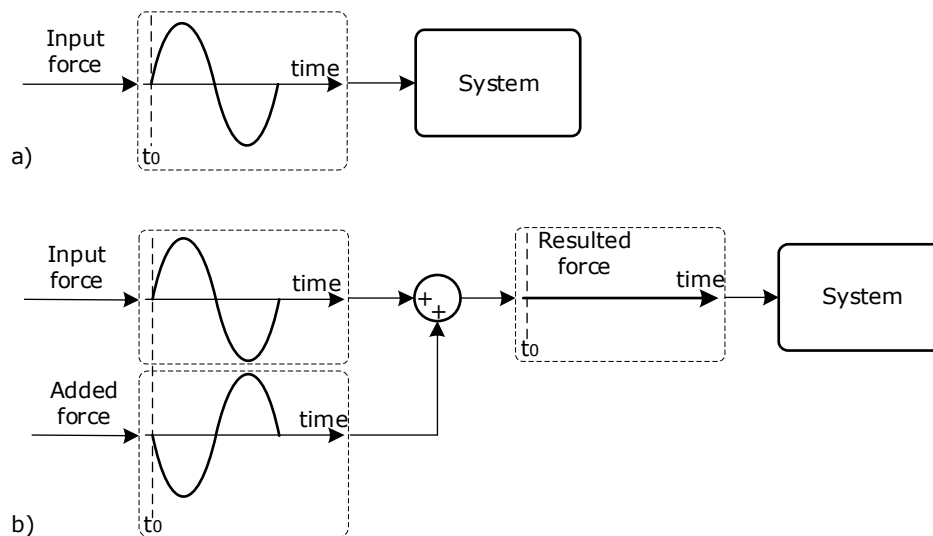 Input
force
time
System
t0
a)
Input
force
time
+
+
Resulted
force
time
t0
System
Added
force
time
t0
b)